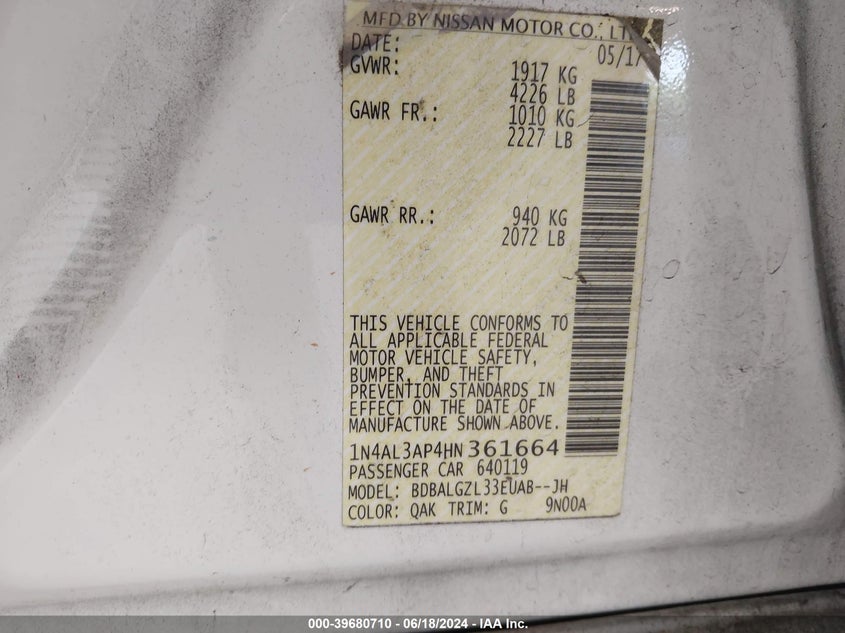 MFD BY NISSAN MOTOR CO., LTD
DATE: 05/17
GVWR: 1917 KG
4226 LB
GAWR FR.: 1010 KG
2227 LB
GAWR RR.: 940 KG
2072 LB
THIS VEHICLE CONFORMS TO
ALL APPLICABLE FEDERAL
MOTOR VEHICLE SAFETY,
BUMPER, AND THEFT
PREVENTION STANDARDS IN
EFFECT ON THE DATE OF
MANUFACTURE SHOWN ABOVE.
1N4AL3AP4HN361664
PASSENGER CAR 640119
MODEL: BDBALGZL33EUAB--JH
COLOR: QAK TRIM: G 9N00A
000-39680710 - 06/18/2024 - IAA Inc.